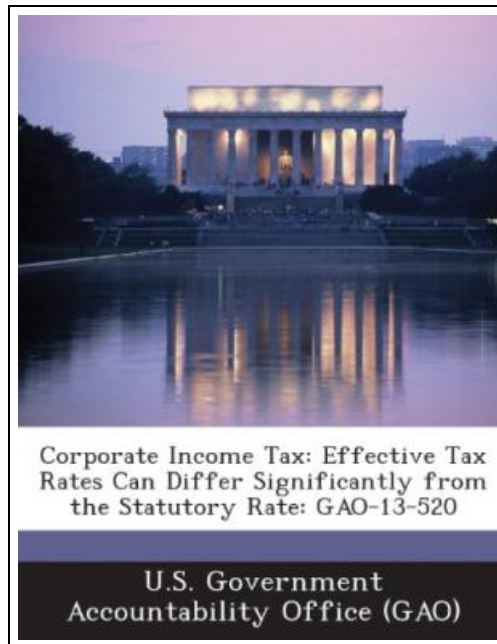 Corporate Income Tax: Effective Tax
Rates Can Differ Significantly from
the Statutory Rate: GAO-13-520
U.S. Government
Accountability Office (GAO)